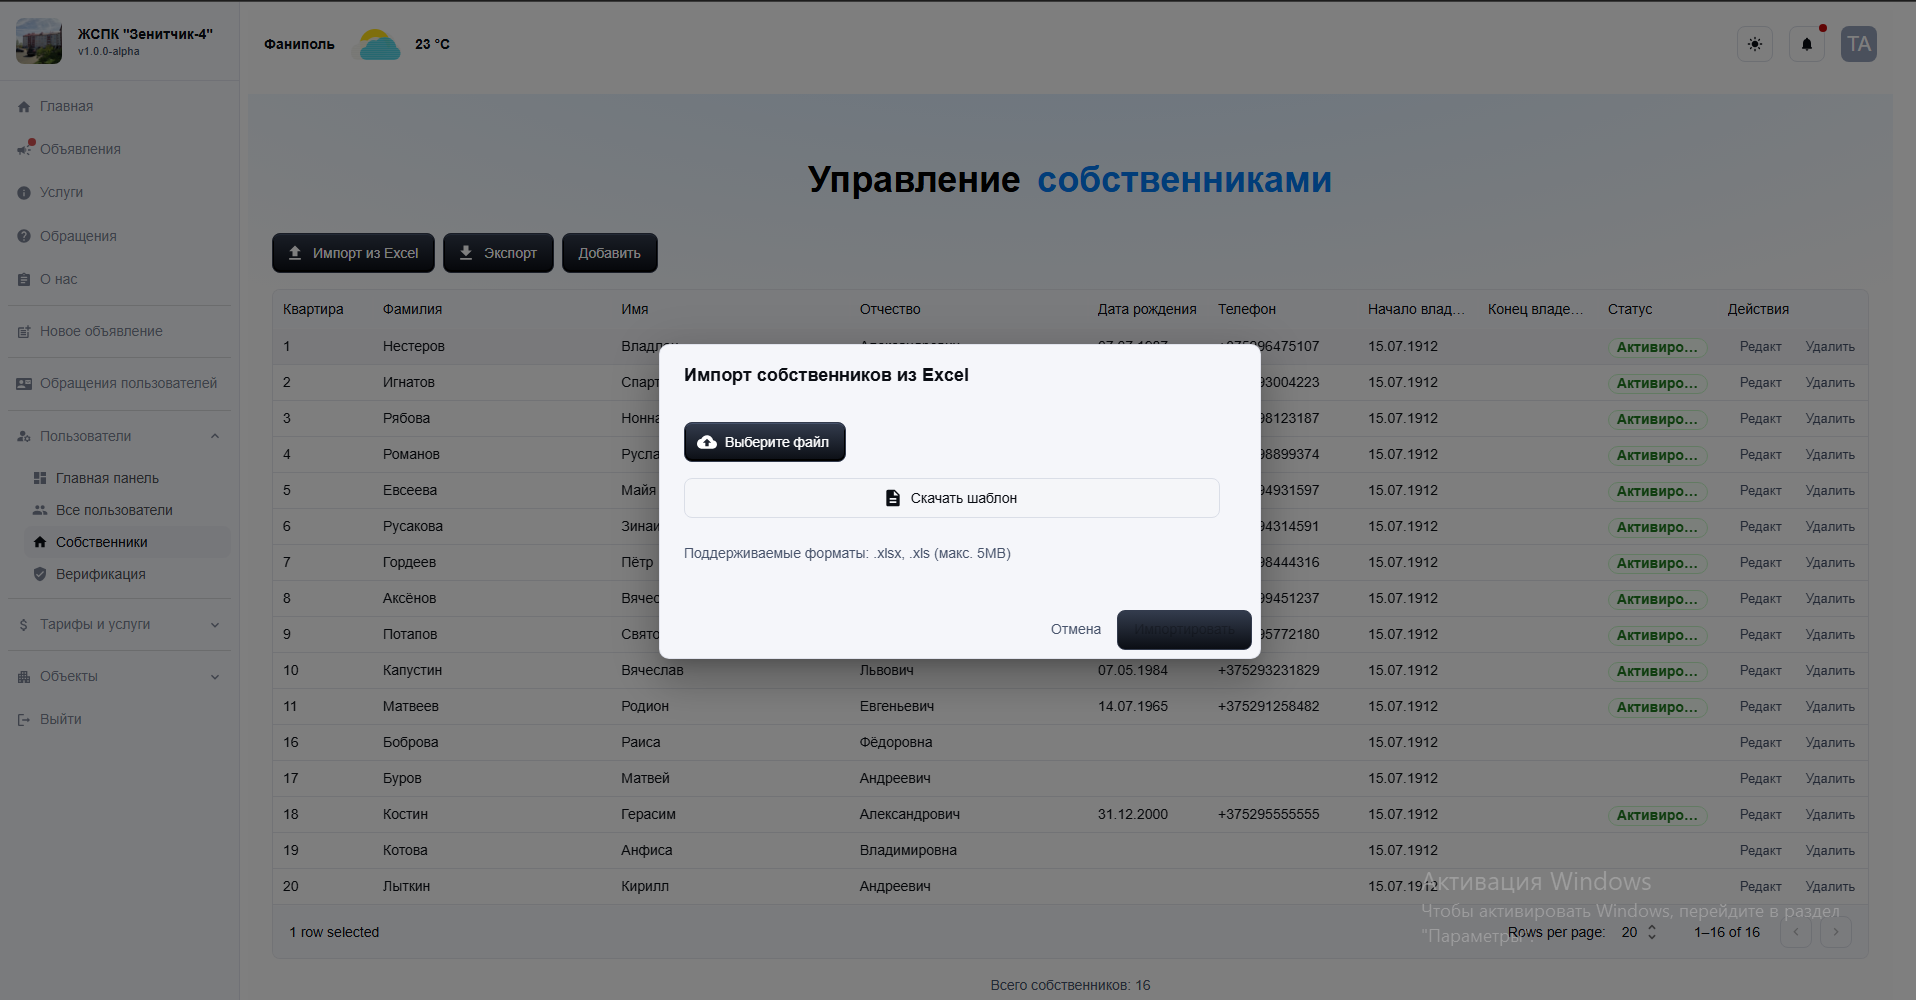 ЖСПК "Зенитчик-4"
v1.0.0-alpha
Фаниполь
23 °C
TA
Главная
Объявления
Услуги
Обращения
О нас
Новое объявление
Обращения пользователей
Пользователи
Главная панель
Все пользователи
Собственники
Верификация
Тарифы и услуги
Объекты
Выйти
Управление собственниками
Импорт из Excel
Экспорт
Добавить
Квартира Фамилия Имя Отчество Дата рождения Телефон Начало влад... Конец владе... Статус Действия
1 Нестеров 15.07.1912 Активиро... Редакт Удалить
2 Игнатов 15.07.1912 Активиро... Редакт Удалить
3 Рябова 15.07.1912 Активиро... Редакт Удалить
4 Романов 15.07.1912 Активиро... Редакт Удалить
5 Евсеева Майя 15.07.1912 Активиро... Редакт Удалить
6 Русакова 15.07.1912 Активиро... Редакт Удалить
7 Гордеев Пётр 15.07.1912 Активиро... Редакт Удалить
8 Аксёнов 15.07.1912 Активиро... Редакт Удалить
9 Потапов 15.07.1912 Активиро... Редакт Удалить
10 Капустин Вячеслав Львович 07.05.1984 +375293231829 15.07.1912 Активиро... Редакт Удалить
11 Матвеев Родион Евгеньевич 14.07.1965 +375291258482 15.07.1912 Активиро... Редакт Удалить
16 Боброва Раиса Фёдоровна 15.07.1912 Редакт Удалить
17 Буров Матвей Андреевич 15.07.1912 Редакт Удалить
18 Костин Герасим Александрович 31.12.2000 +375295555555 15.07.1912 Активиро... Редакт Удалить
19 Котова Анфиса Владимировна 15.07.1912 Редакт Удалить
20 Лыткин Кирилл Андреевич 15.07.1912 Редакт Удалить
1 row selected
Rows per page: 20
1–16 of 16
Всего собственников: 16
Импорт собственников из Excel
Выберите файл
Скачать шаблон
Поддерживаемые форматы: .xlsx, .xls (макс. 5MB)
Отмена
Импортировать
Активация Windows
Чтобы активировать Windows, перейдите в раздел
"Параметры".